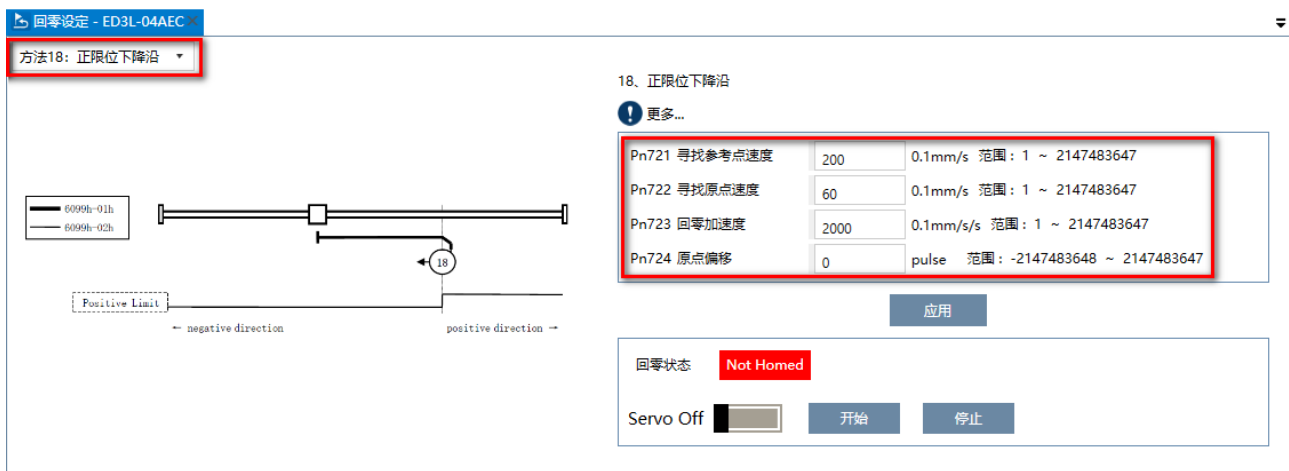 回零设定 - ED3L-04AEC ×
方法18：正限位下降沿
18、正限位下降沿
更多...
Pn721 寻找参考点速度 200 0.1mm/s 范围：1 ~ 2147483647
Pn722 寻找原点速度 60 0.1mm/s 范围：1 ~ 2147483647
Pn723 回零加速度 2000 0.1mm/s/s 范围：1 ~ 2147483647
Pn724 原点偏移 0 pulse 范围：-2147483648 ~ 2147483647
6099h-01h
6099h-02h
18
Positive Limit
← negative direction positive direction →
应用
回零状态 Not Homed
Servo Off 开始 停止